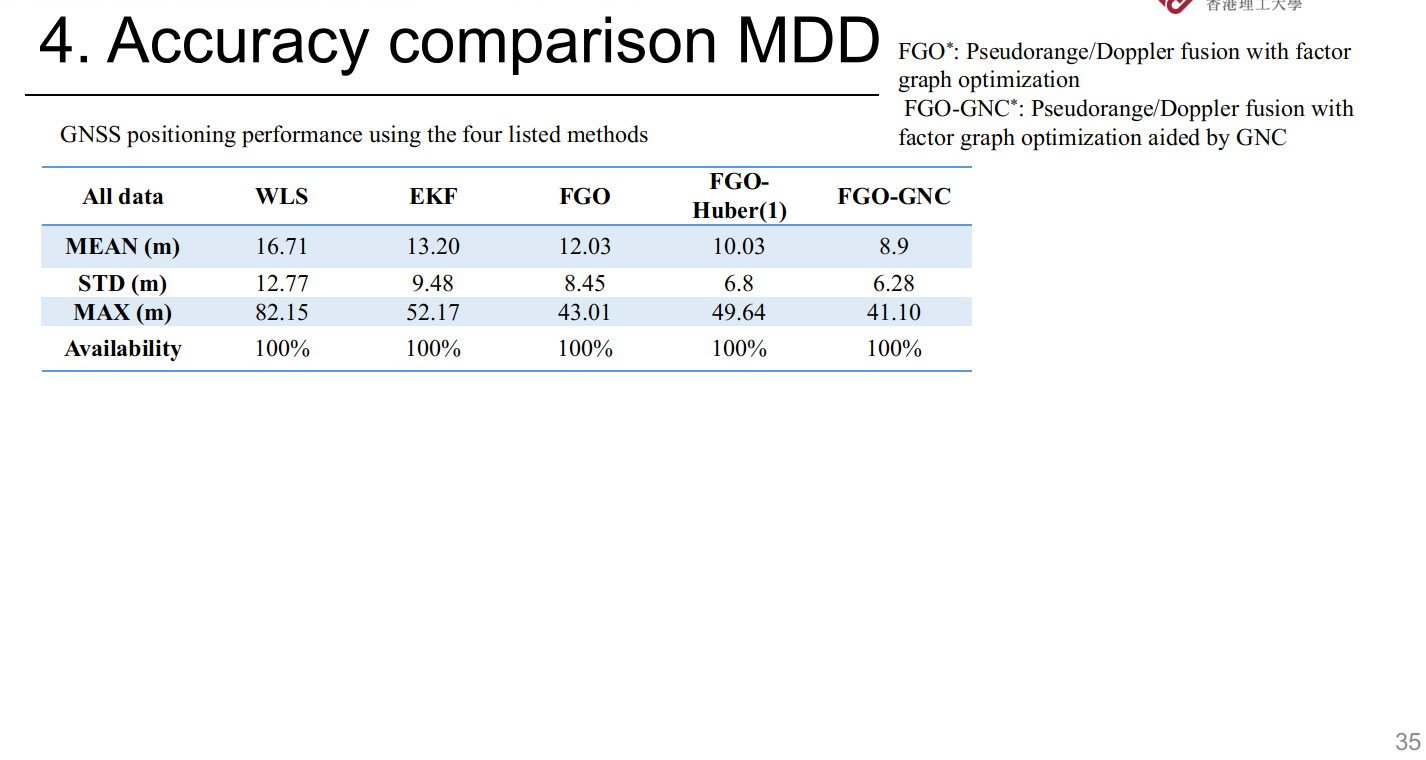 香港理工大學
4. Accuracy comparison MDD
FGO*: Pseudorange/Doppler fusion with factor
graph optimization
FGO-GNC*: Pseudorange/Doppler fusion with
factor graph optimization aided by GNC
GNSS positioning performance using the four listed methods
All data WLS EKF FGO FGO-
Huber(1) FGO-GNC
MEAN (m) 16.71 13.20 12.03 10.03 8.9
STD (m) 12.77 9.48 8.45 6.8 6.28
MAX (m) 82.15 52.17 43.01 49.64 41.10
Availability 100% 100% 100% 100% 100%
35